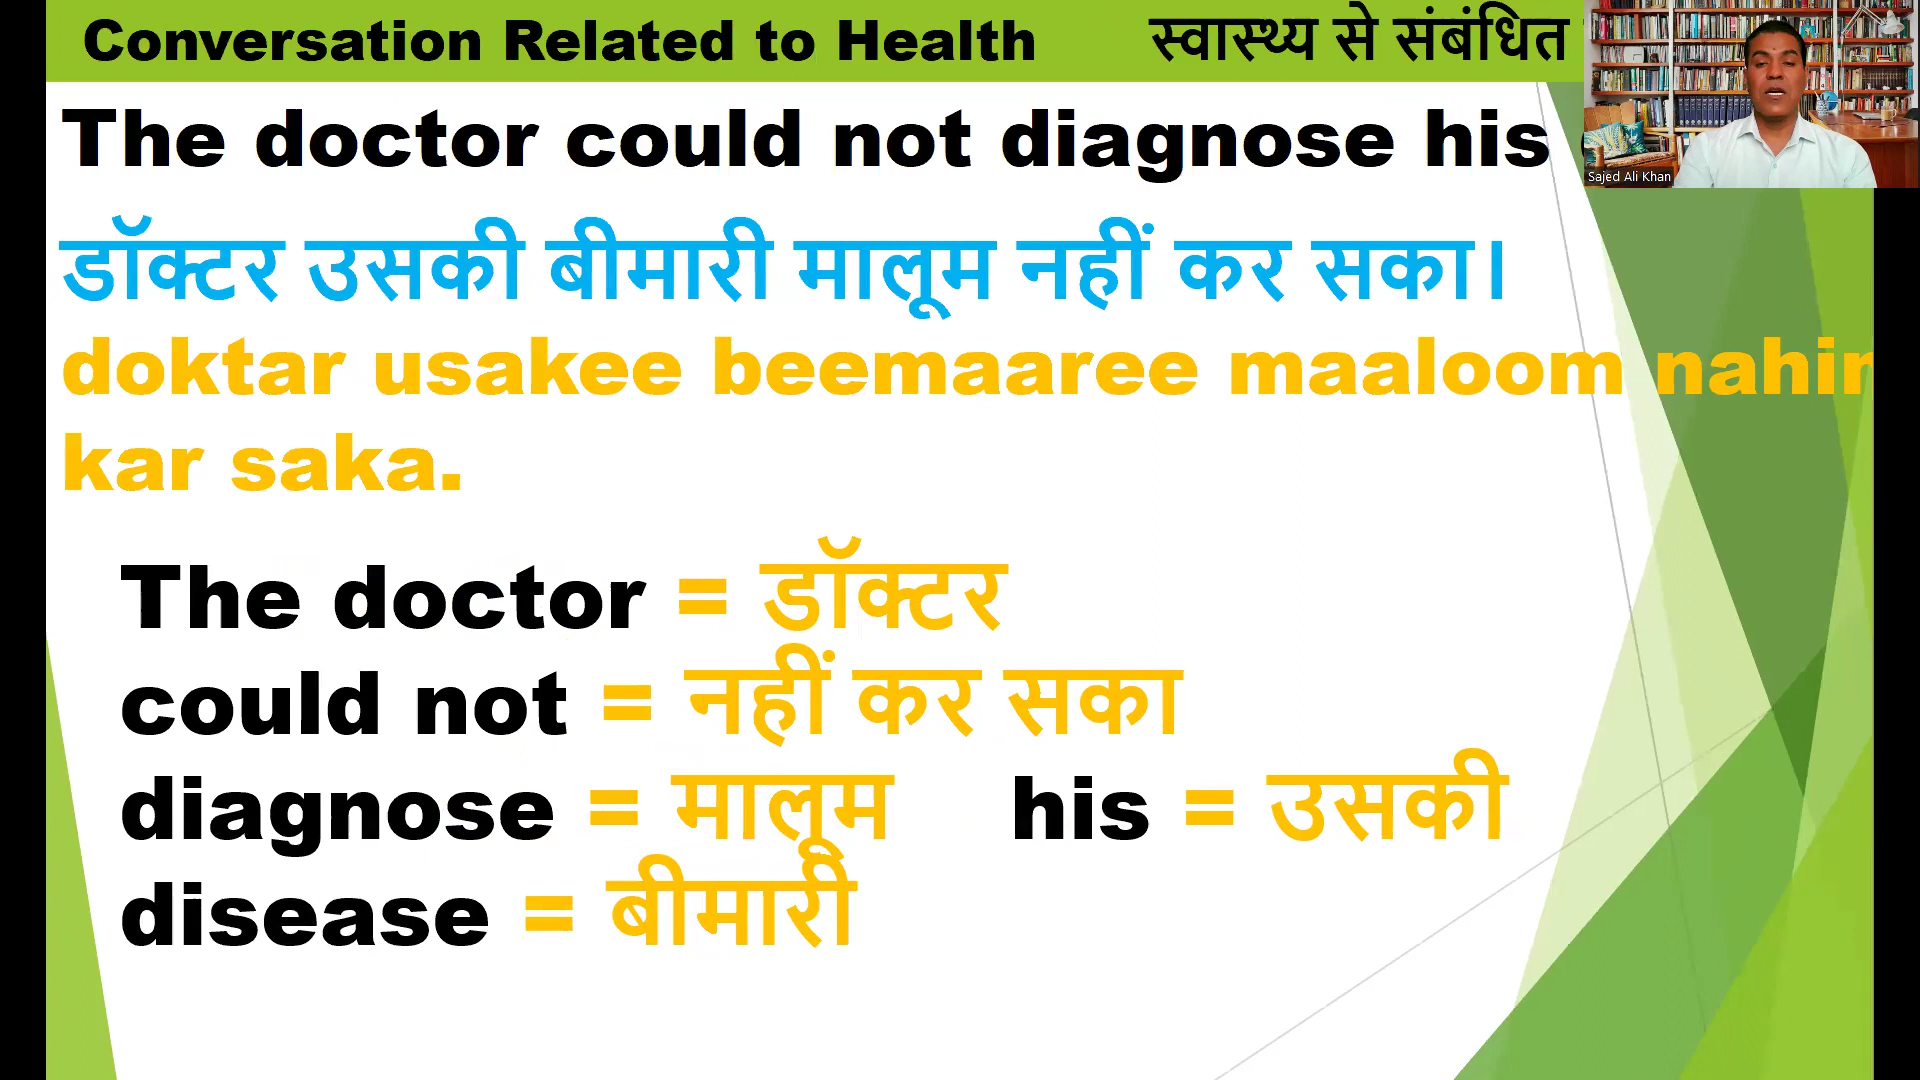 Conversation Related to Health स्वास्थ्य से संबंधित
Sajed Ali Khan
The doctor could not diagnose his
डॉक्टर उसकी बीमारी मालूम नहीं कर सका।
doktar usakee beemaaree maaloom
kar saka.
The doctor = डॉक्टर
could not = नहीं कर सका
diagnose = मालूम his = उसकी
disease = बीमारी